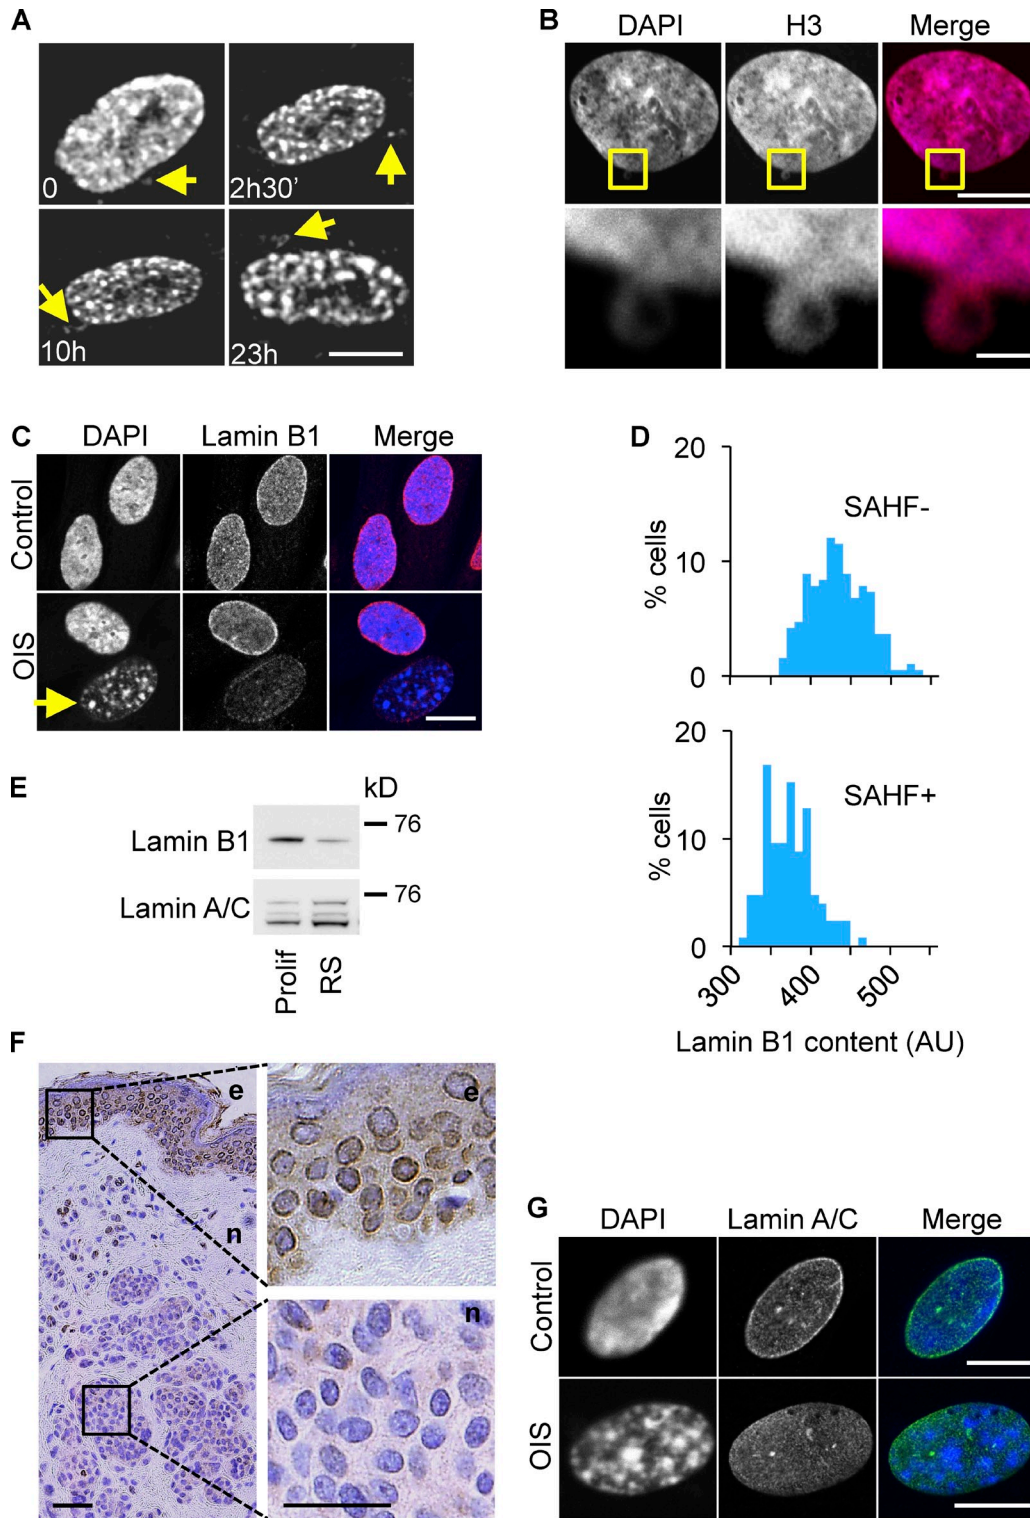 A
0
2h30'
10h
23h
B
DAPI H3 Merge
C
DAPI Lamin B1 Merge
Control
OIS
D
20
10
0
% cells
SAHF-
20
10
0
% cells
SAHF+
300 400 500
Lamin B1 content (AU)
E
kD
Lamin B1
76
Lamin A/C
76
Prolif RS
F
e
n
e
n
G
DAPI Lamin A/C Merge
Control
OIS